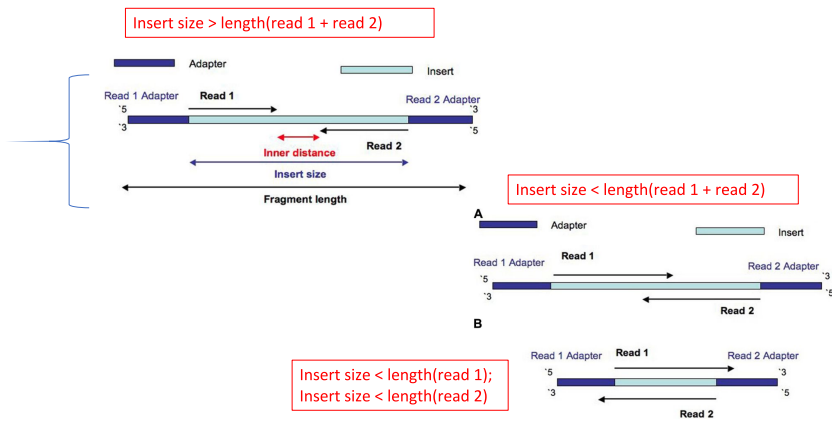 Insert size > length(read 1 + read 2)
Adapter
Insert
Read 1 Adapter
Read 1
Read 2 Adapter
`5
`3
`3
`5
Read 2
Inner distance
Insert size
Fragment length
Insert size < length(read 1 + read 2)
A
Adapter
Insert
Read 1
Read 1 Adapter
Read 2 Adapter
`5
`3
`3
`5
Read 2
B
Read 1 Adapter
Read 1
Read 2 Adapter
`5
`3
`3
`5
Read 2
Insert size < length(read 1);
Insert size < length(read 2)